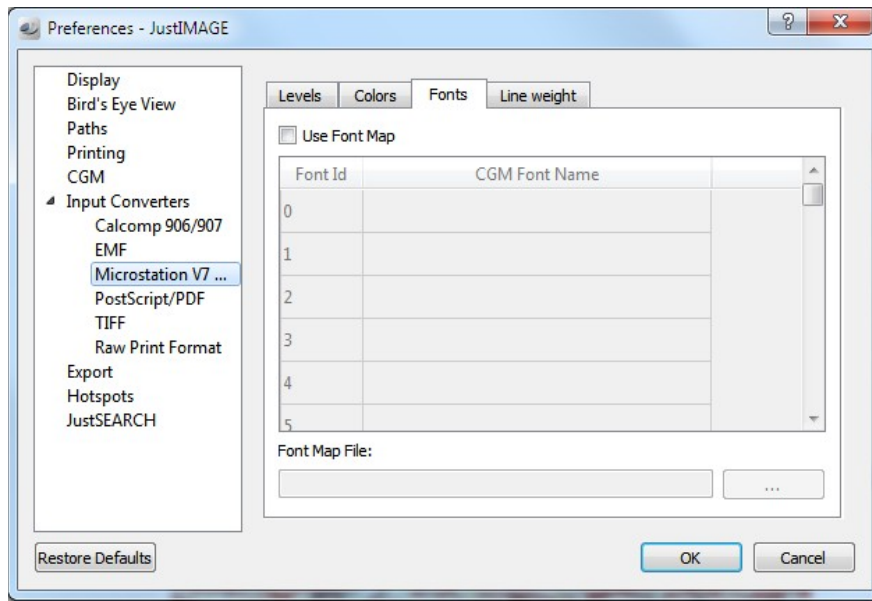 Preferences - JustIMAGE
Display
Bird's Eye View
Paths
Printing
CGM
Input Converters
Calcomp 906/907
EMF
Microstation V7 ...
PostScript/PDF
TIFF
Raw Print Format
Export
Hotspots
JustSEARCH
Levels Colors Fonts Line weight
Use Font Map
Font Id CGM Font Name
0
1
2
3
4
5
Font Map File:
...
Restore Defaults OK Cancel